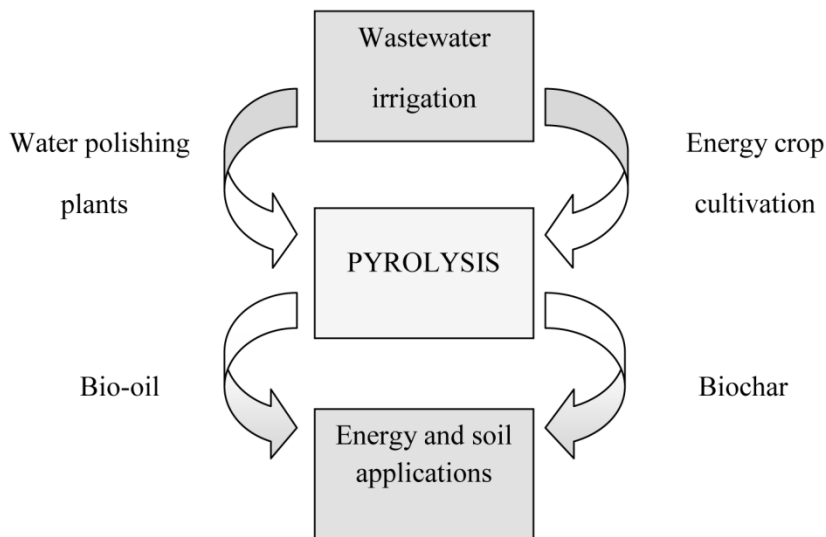 Wastewater
irrigation
Water polishing
plants
Energy crop
cultivation
PYROLYSIS
Bio-oil
Biochar
Energy and soil
applications